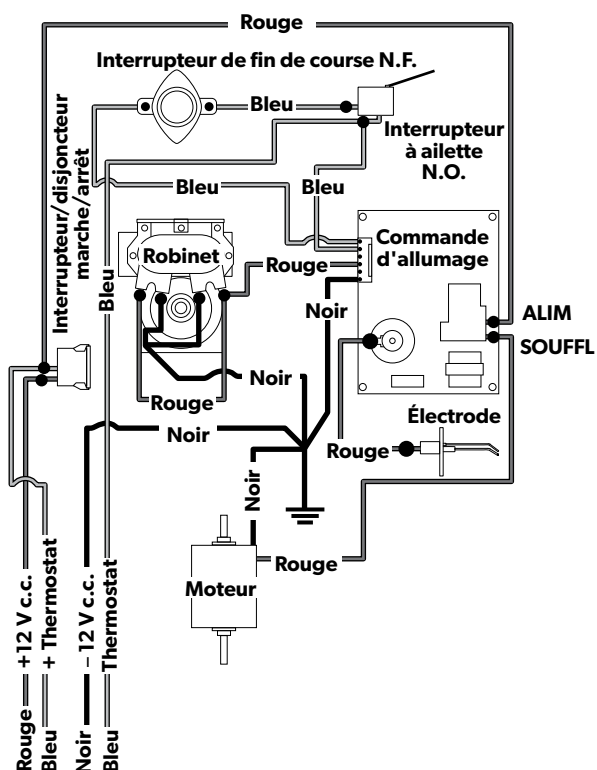 Rouge
Interrupteur de fin de course N.F.
Bleu
Interrupteur
à ailette
N.O.
Interrupteur/disjoncteur
marche/arrêt
Bleu
Bleu
Bleu
Robinet
Rouge
Commande
d'allumage
Noir
ALIM
SOUFFL
Noir
Rouge
Noir
Électrode
Rouge
Noir
Rouge
Moteur
Rouge
+12 V c.c.
Bleu
+ Thermostat
Noir
– 12 V c.c.
Bleu
Thermostat